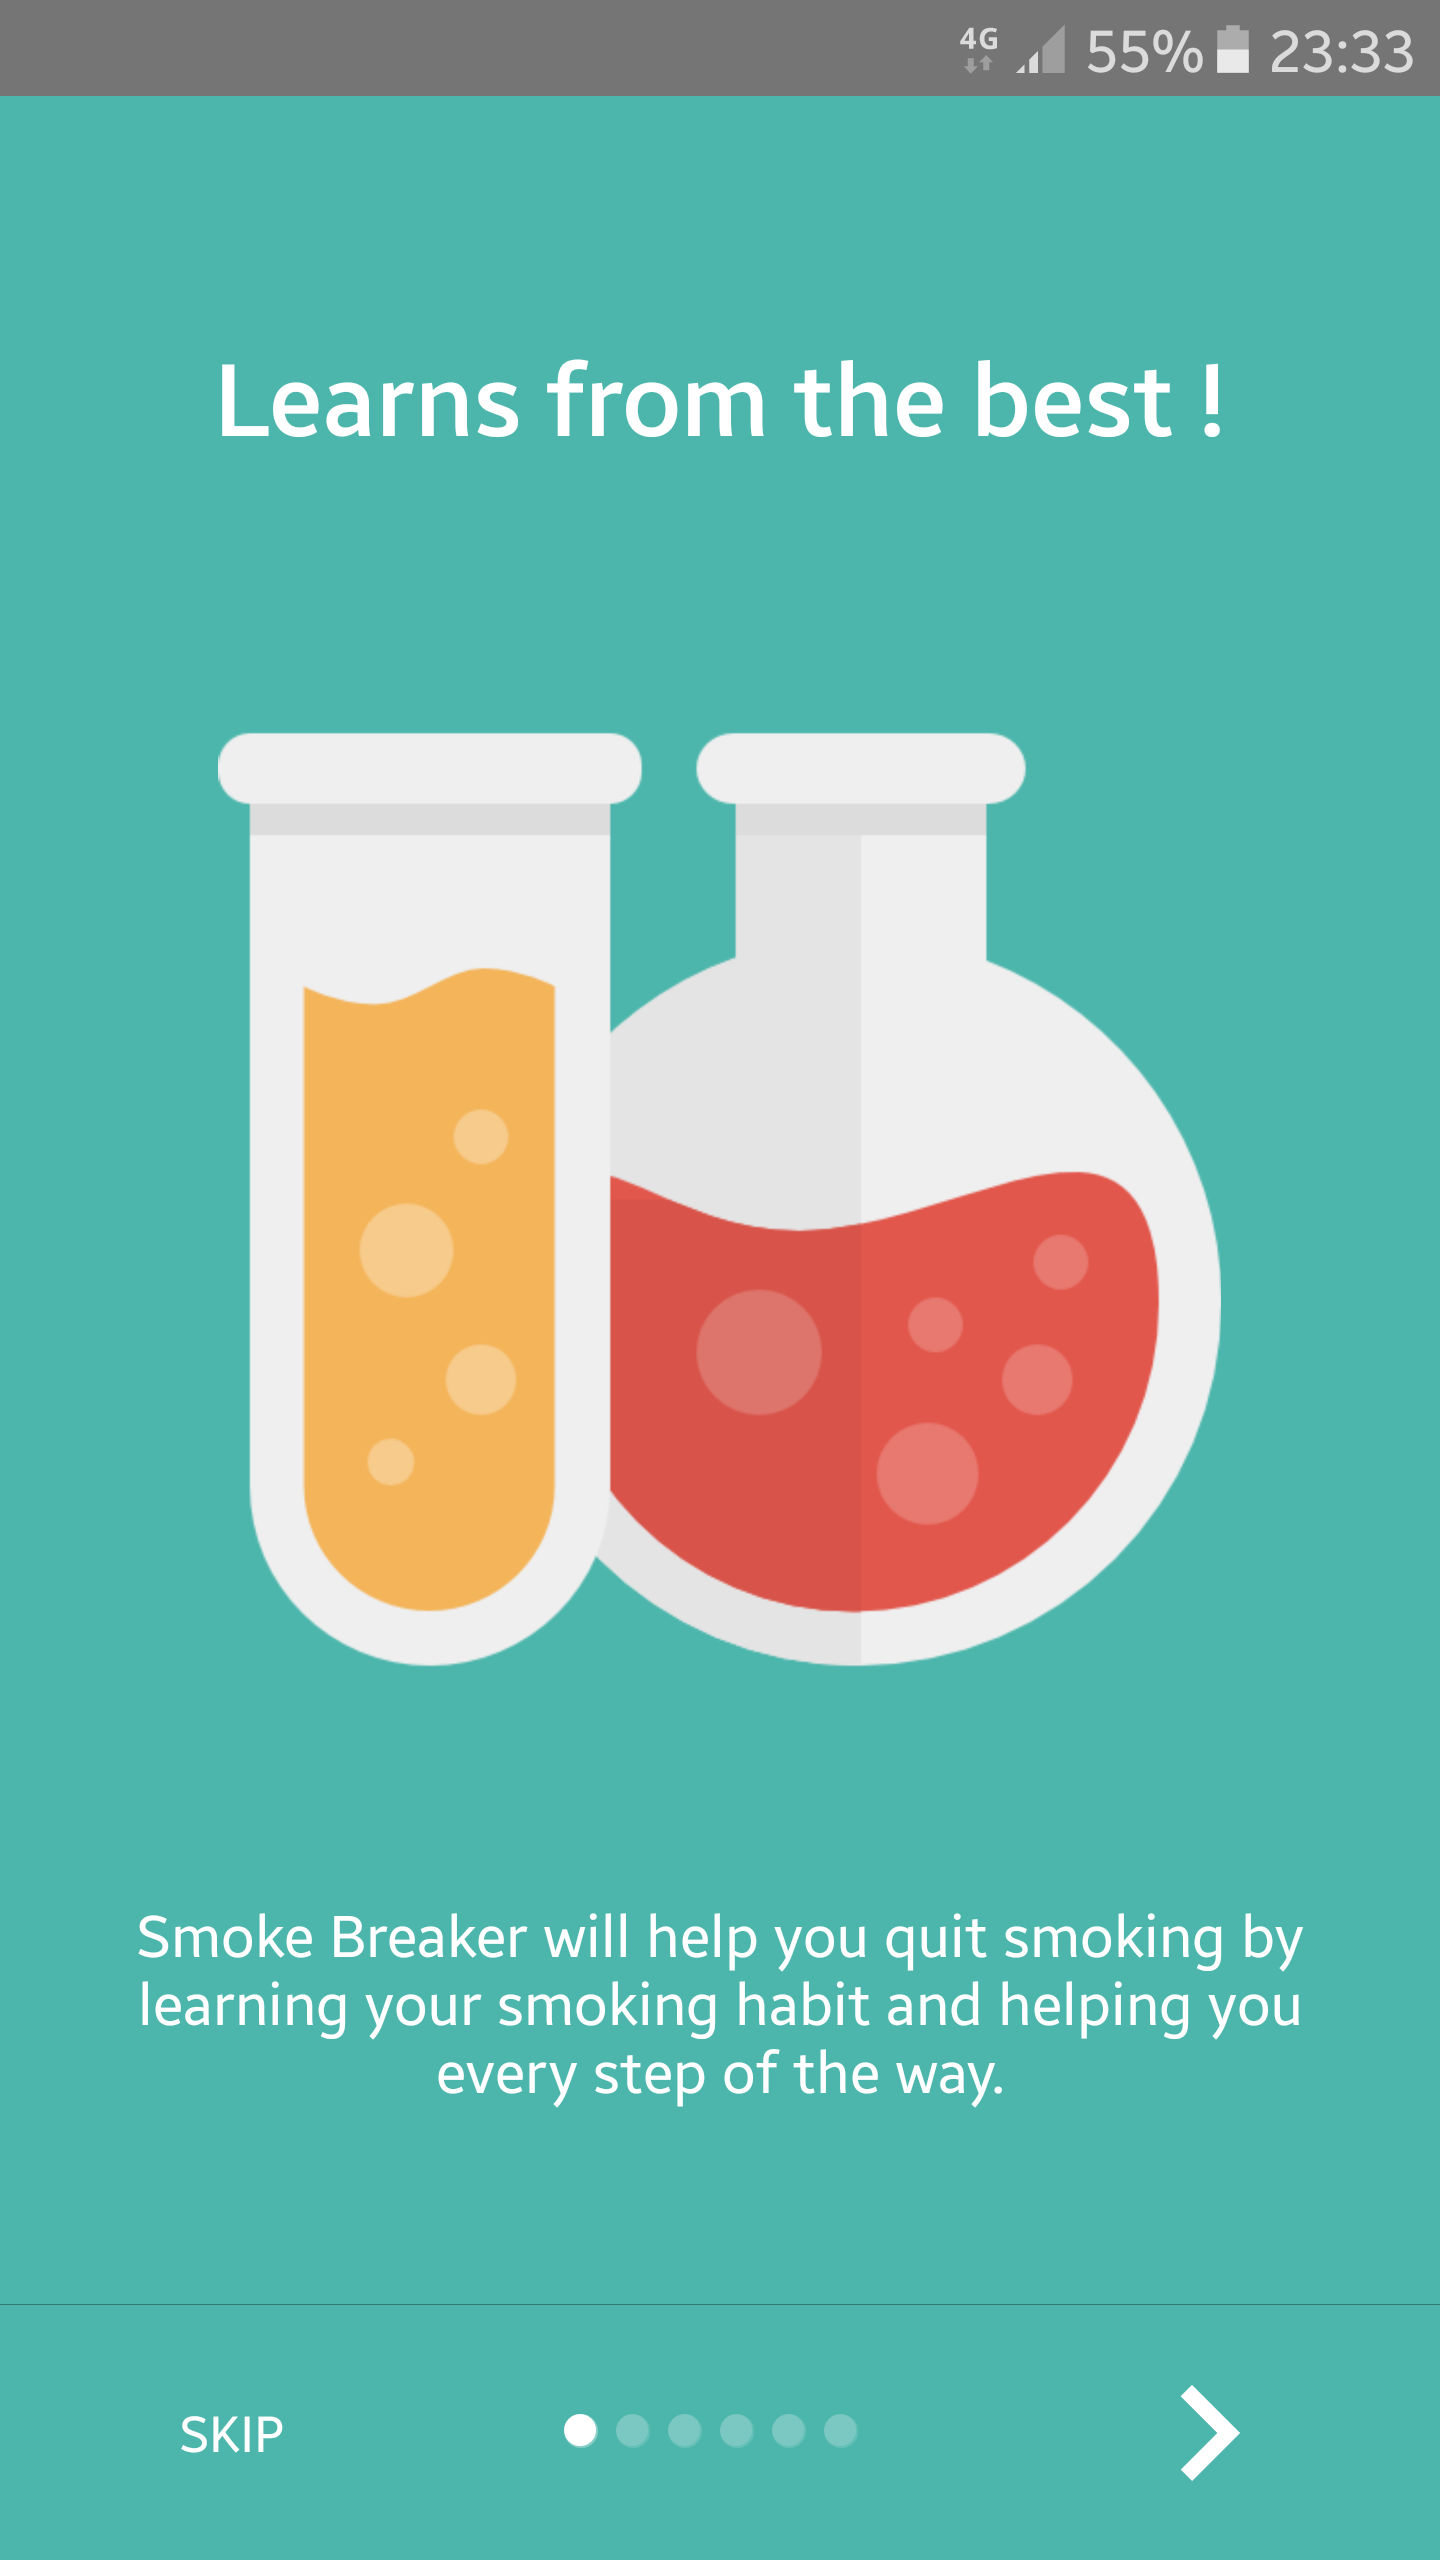 4G 55% 23:33
Learns from the best !
Smoke Breaker will help you quit smoking by
learning your smoking habit and helping you
every step of the way.
SKIP